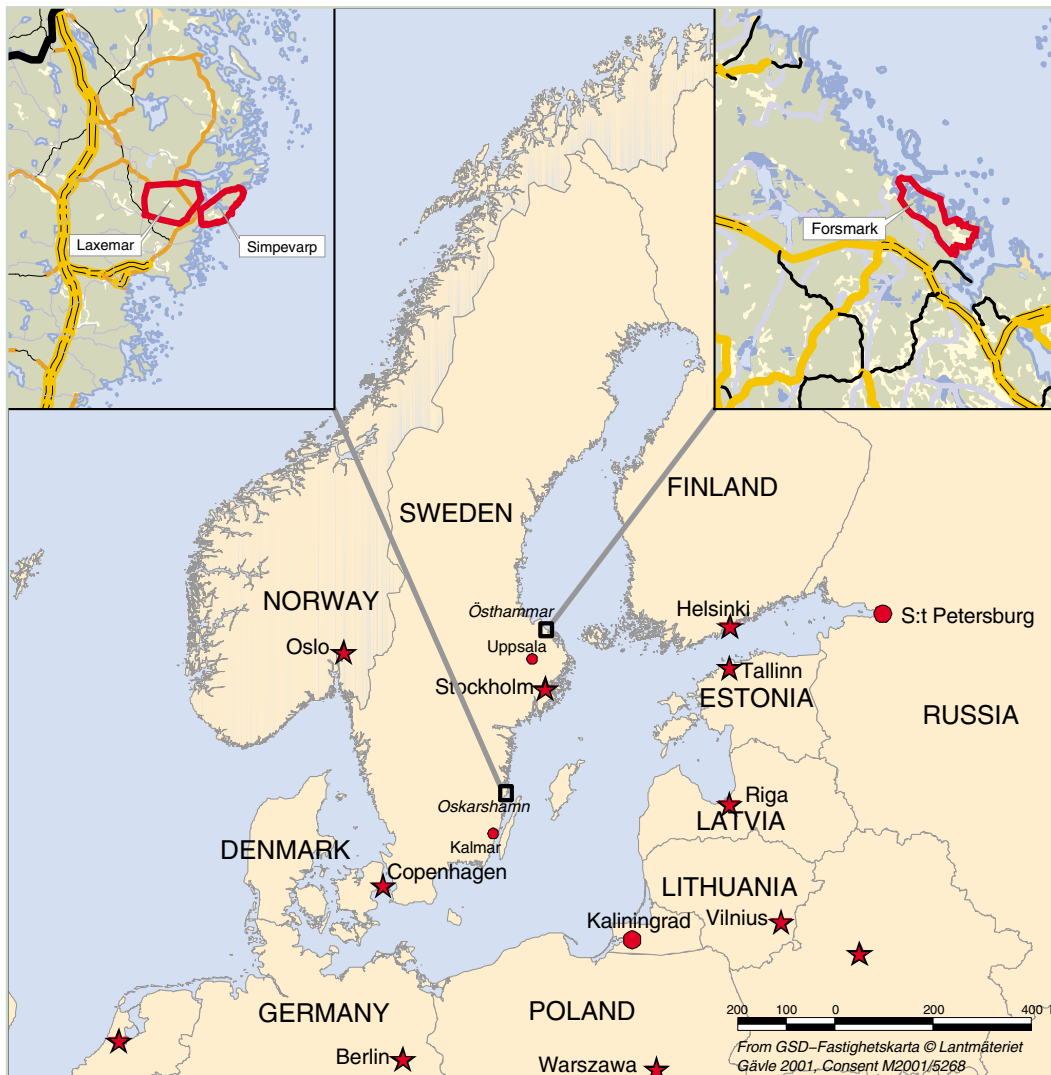 Laxemar
Simpevarp
Forsmark
FINLAND
SWEDEN
NORWAY
Östhammar
Helsinki
S:t Petersburg
Uppsala
Oslo
Tallinn
Stockholm
ESTONIA
RUSSIA
Riga
Oskarshamn
LATVIA
Kalmar
DENMARK
Copenhagen
LITHUANIA
Kaliningrad
Vilnius
GERMANY
POLAND
200 100 0 200 400
From GSD–Fastighetskarta © Lantmäteriet
Gävle 2001, Consent M2001/5268
Berlin
Warszawa